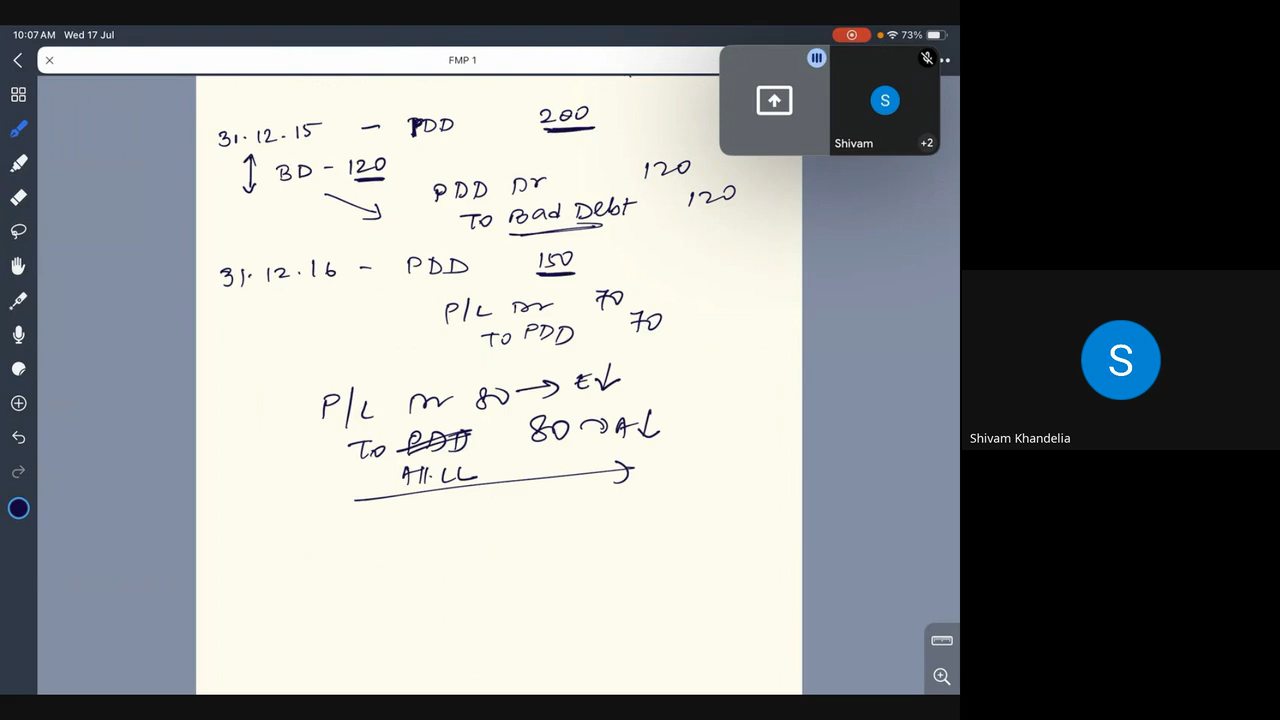 10:07 AM Wed 17 Jul
73%
FMP 1
S
Shivam
+2
31.12.15 - PDD 200
BD - 120
PDD Dr 120
To Bad Debt 120
31.12.16 - PDD 150
P/L Dr 70
To PDD 70
P/L Dr 80 → E↓
To PDD 80 → A↓
All. LL
S
Shivam Khandelia